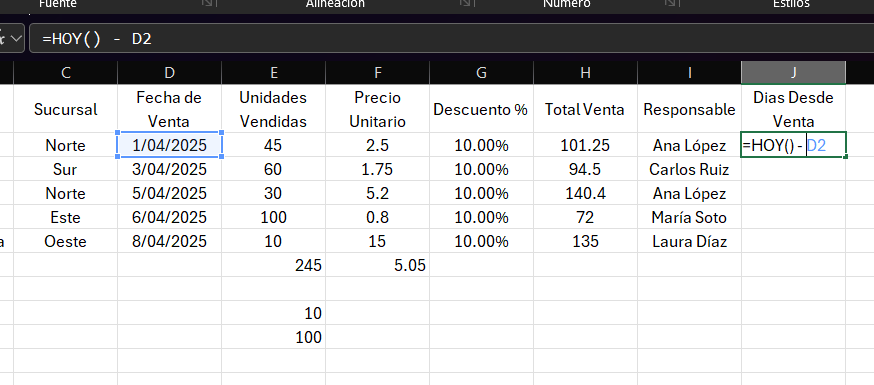 Fuente Alineación Número Estilos
=HOY() - D2
C D E F G H I J
Sucursal Fecha de Venta Unidades Vendidas Precio Unitario Descuento % Total Venta Responsable Dias Desde Venta
Norte 1/04/2025 45 2.5 10.00% 101.25 Ana López =HOY() - D2
Sur 3/04/2025 60 1.75 10.00% 94.5 Carlos Ruiz
Norte 5/04/2025 30 5.2 10.00% 140.4 Ana López
Este 6/04/2025 100 0.8 10.00% 72 María Soto
a Oeste 8/04/2025 10 15 10.00% 135 Laura Díaz
245 5.05
10
100